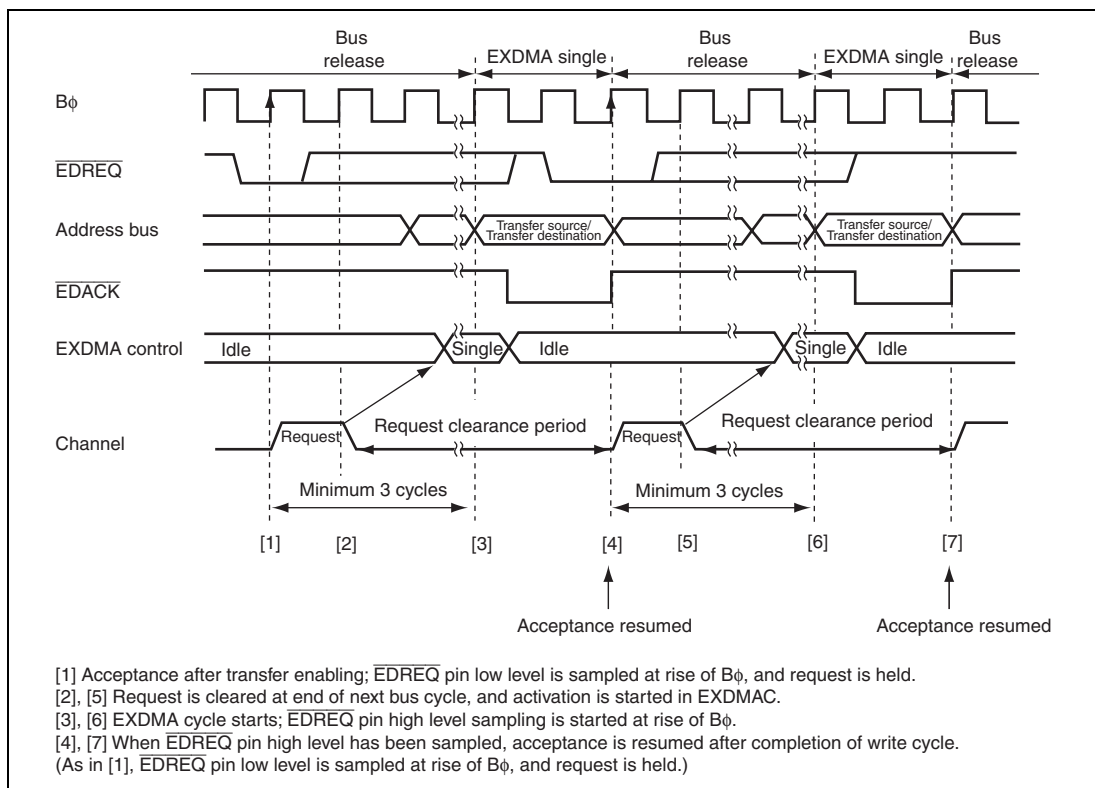 Bus release
EXDMA single
Bus release
EXDMA single
Bus release
Bφ
EDREQ
Address bus
Transfer source/
Transfer destination
Transfer source/
Transfer destination
EDACK
EXDMA control
Idle
Single
Idle
Single
Idle
Channel
Request
Request clearance period
Request
Request clearance period
Minimum 3 cycles
Minimum 3 cycles
[1]
[2]
[3]
[4]
[5]
[6]
[7]
Acceptance resumed
Acceptance resumed
[1] Acceptance after transfer enabling; EDREQ pin low level is sampled at rise of Bφ, and request is held.
[2], [5] Request is cleared at end of next bus cycle, and activation is started in EXDMAC.
[3], [6] EXDMA cycle starts; EDREQ pin high level sampling is started at rise of Bφ.
[4], [7] When EDREQ pin high level has been sampled, acceptance is resumed after completion of write cycle.
(As in [1], EDREQ pin low level is sampled at rise of Bφ, and request is held.)